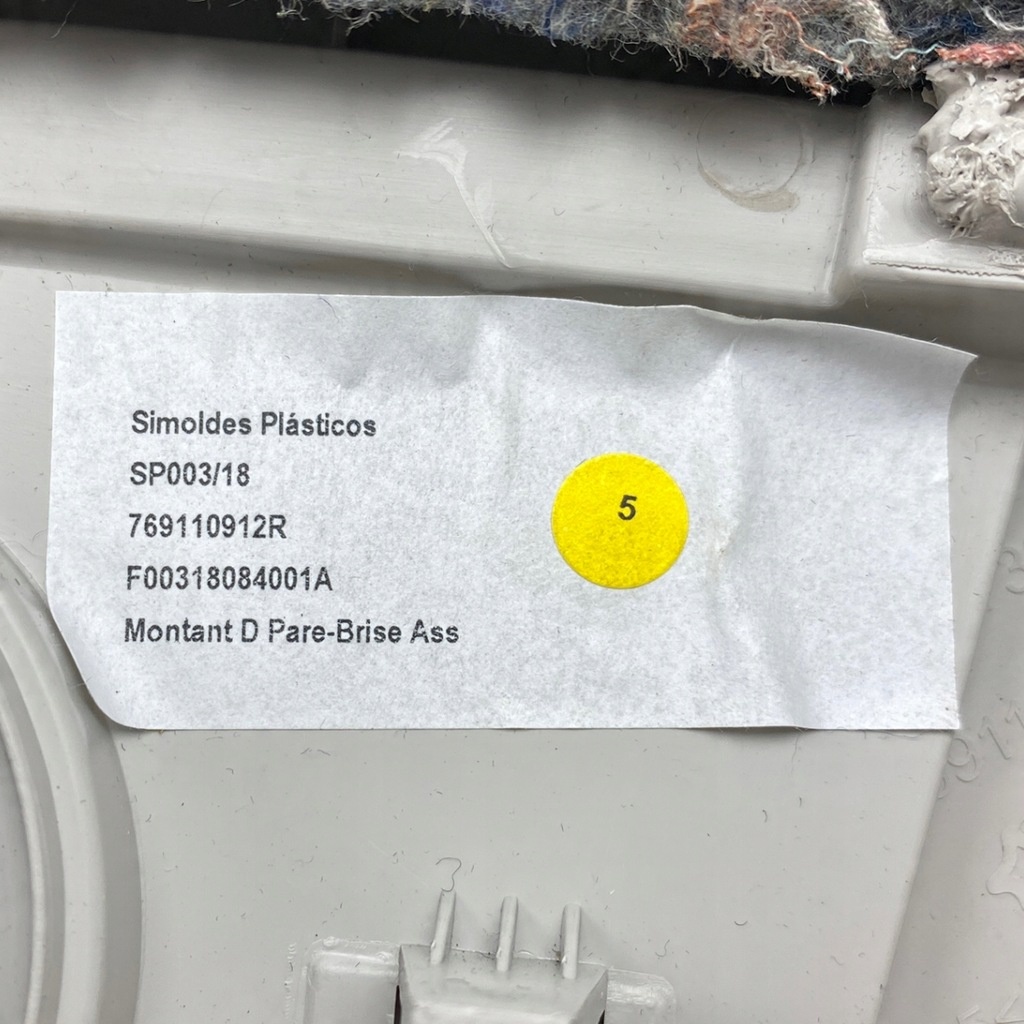 Simoldes Plásticos
SP003/18
769110912R
F00318084001A
Montant D Pare-Brise Ass
5